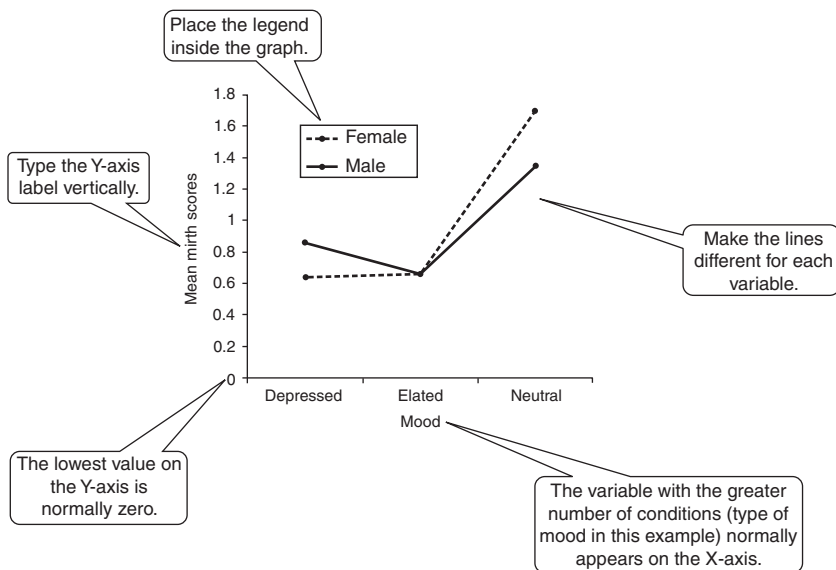 Place the legend
inside the graph.
1.8
1.6
1.4
1.2
1
0.8
0.6
0.4
0.2
0
Female
Male
Type the Y-axis
label vertically.
Mean mirth scores
Make the lines
different for each
variable.
Depressed
Elated
Neutral
Mood
The lowest value on
the Y-axis is
normally zero.
The variable with the greater
number of conditions (type of
mood in this example) normally
appears on the X-axis.